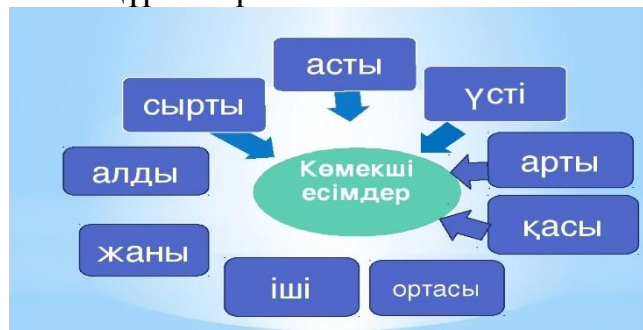 асты
сырты
үсті
Көмекші
есімдер
алды
арты
қасы
жаны
іші
ортасы